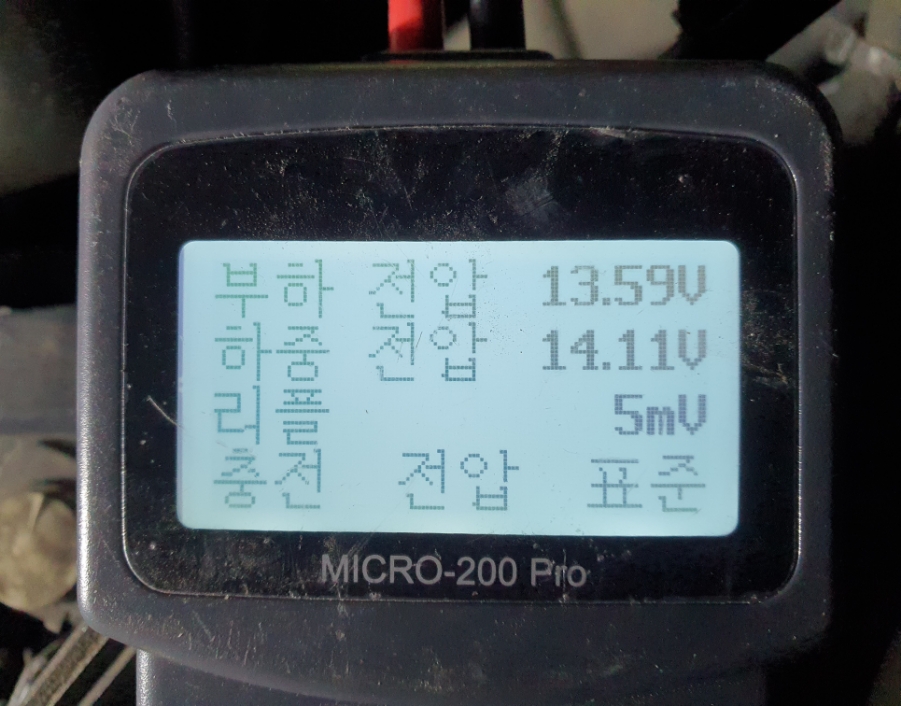 부하 전압 13.59V
하중 전압 14.11V
리플 5mV
충전 전압 표준
MICRO-200 Pro